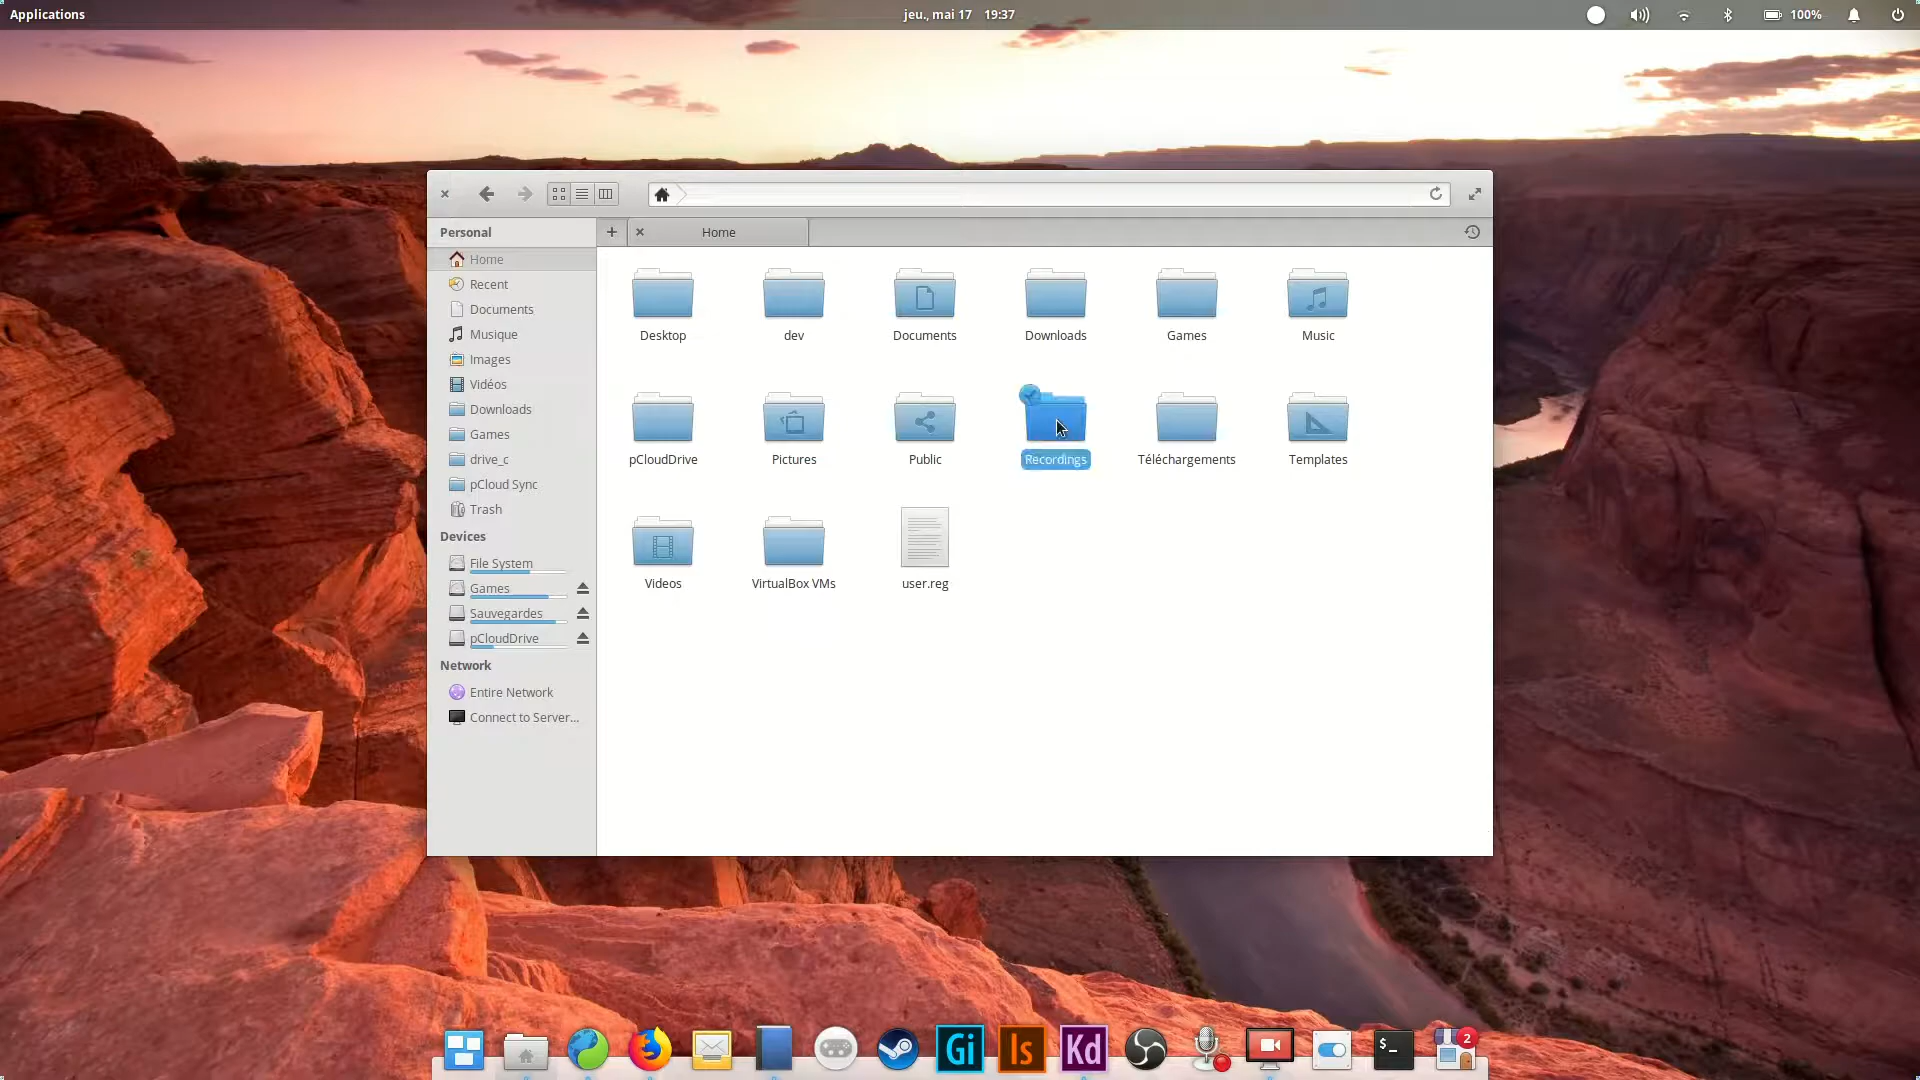 Applications
jeu., mai 17 19:37
100%
Personal
Home
Home
Recent
Documents
Musique
Images
Vidéos
Downloads
Games
drive_c
pCloud Sync
Trash
Devices
File System
Games
Sauvegardes
pCloudDrive
Network
Entire Network
Connect to Server...
Desktop
dev
Documents
Downloads
Games
Music
pCloudDrive
Pictures
Public
Recordings
Téléchargements
Templates
Videos
VirtualBox VMs
user.reg
Gi
Is
Kd
$_
2